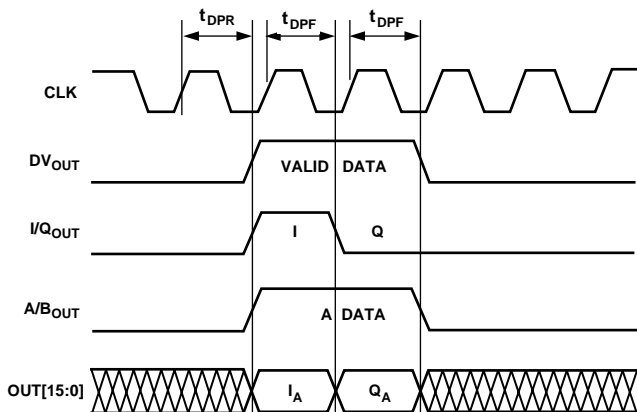 tDPR tDPF tDPF
CLK
DVOUT VALID DATA
I/QOUT I Q
A/BOUT A DATA
OUT[15:0] IA QA